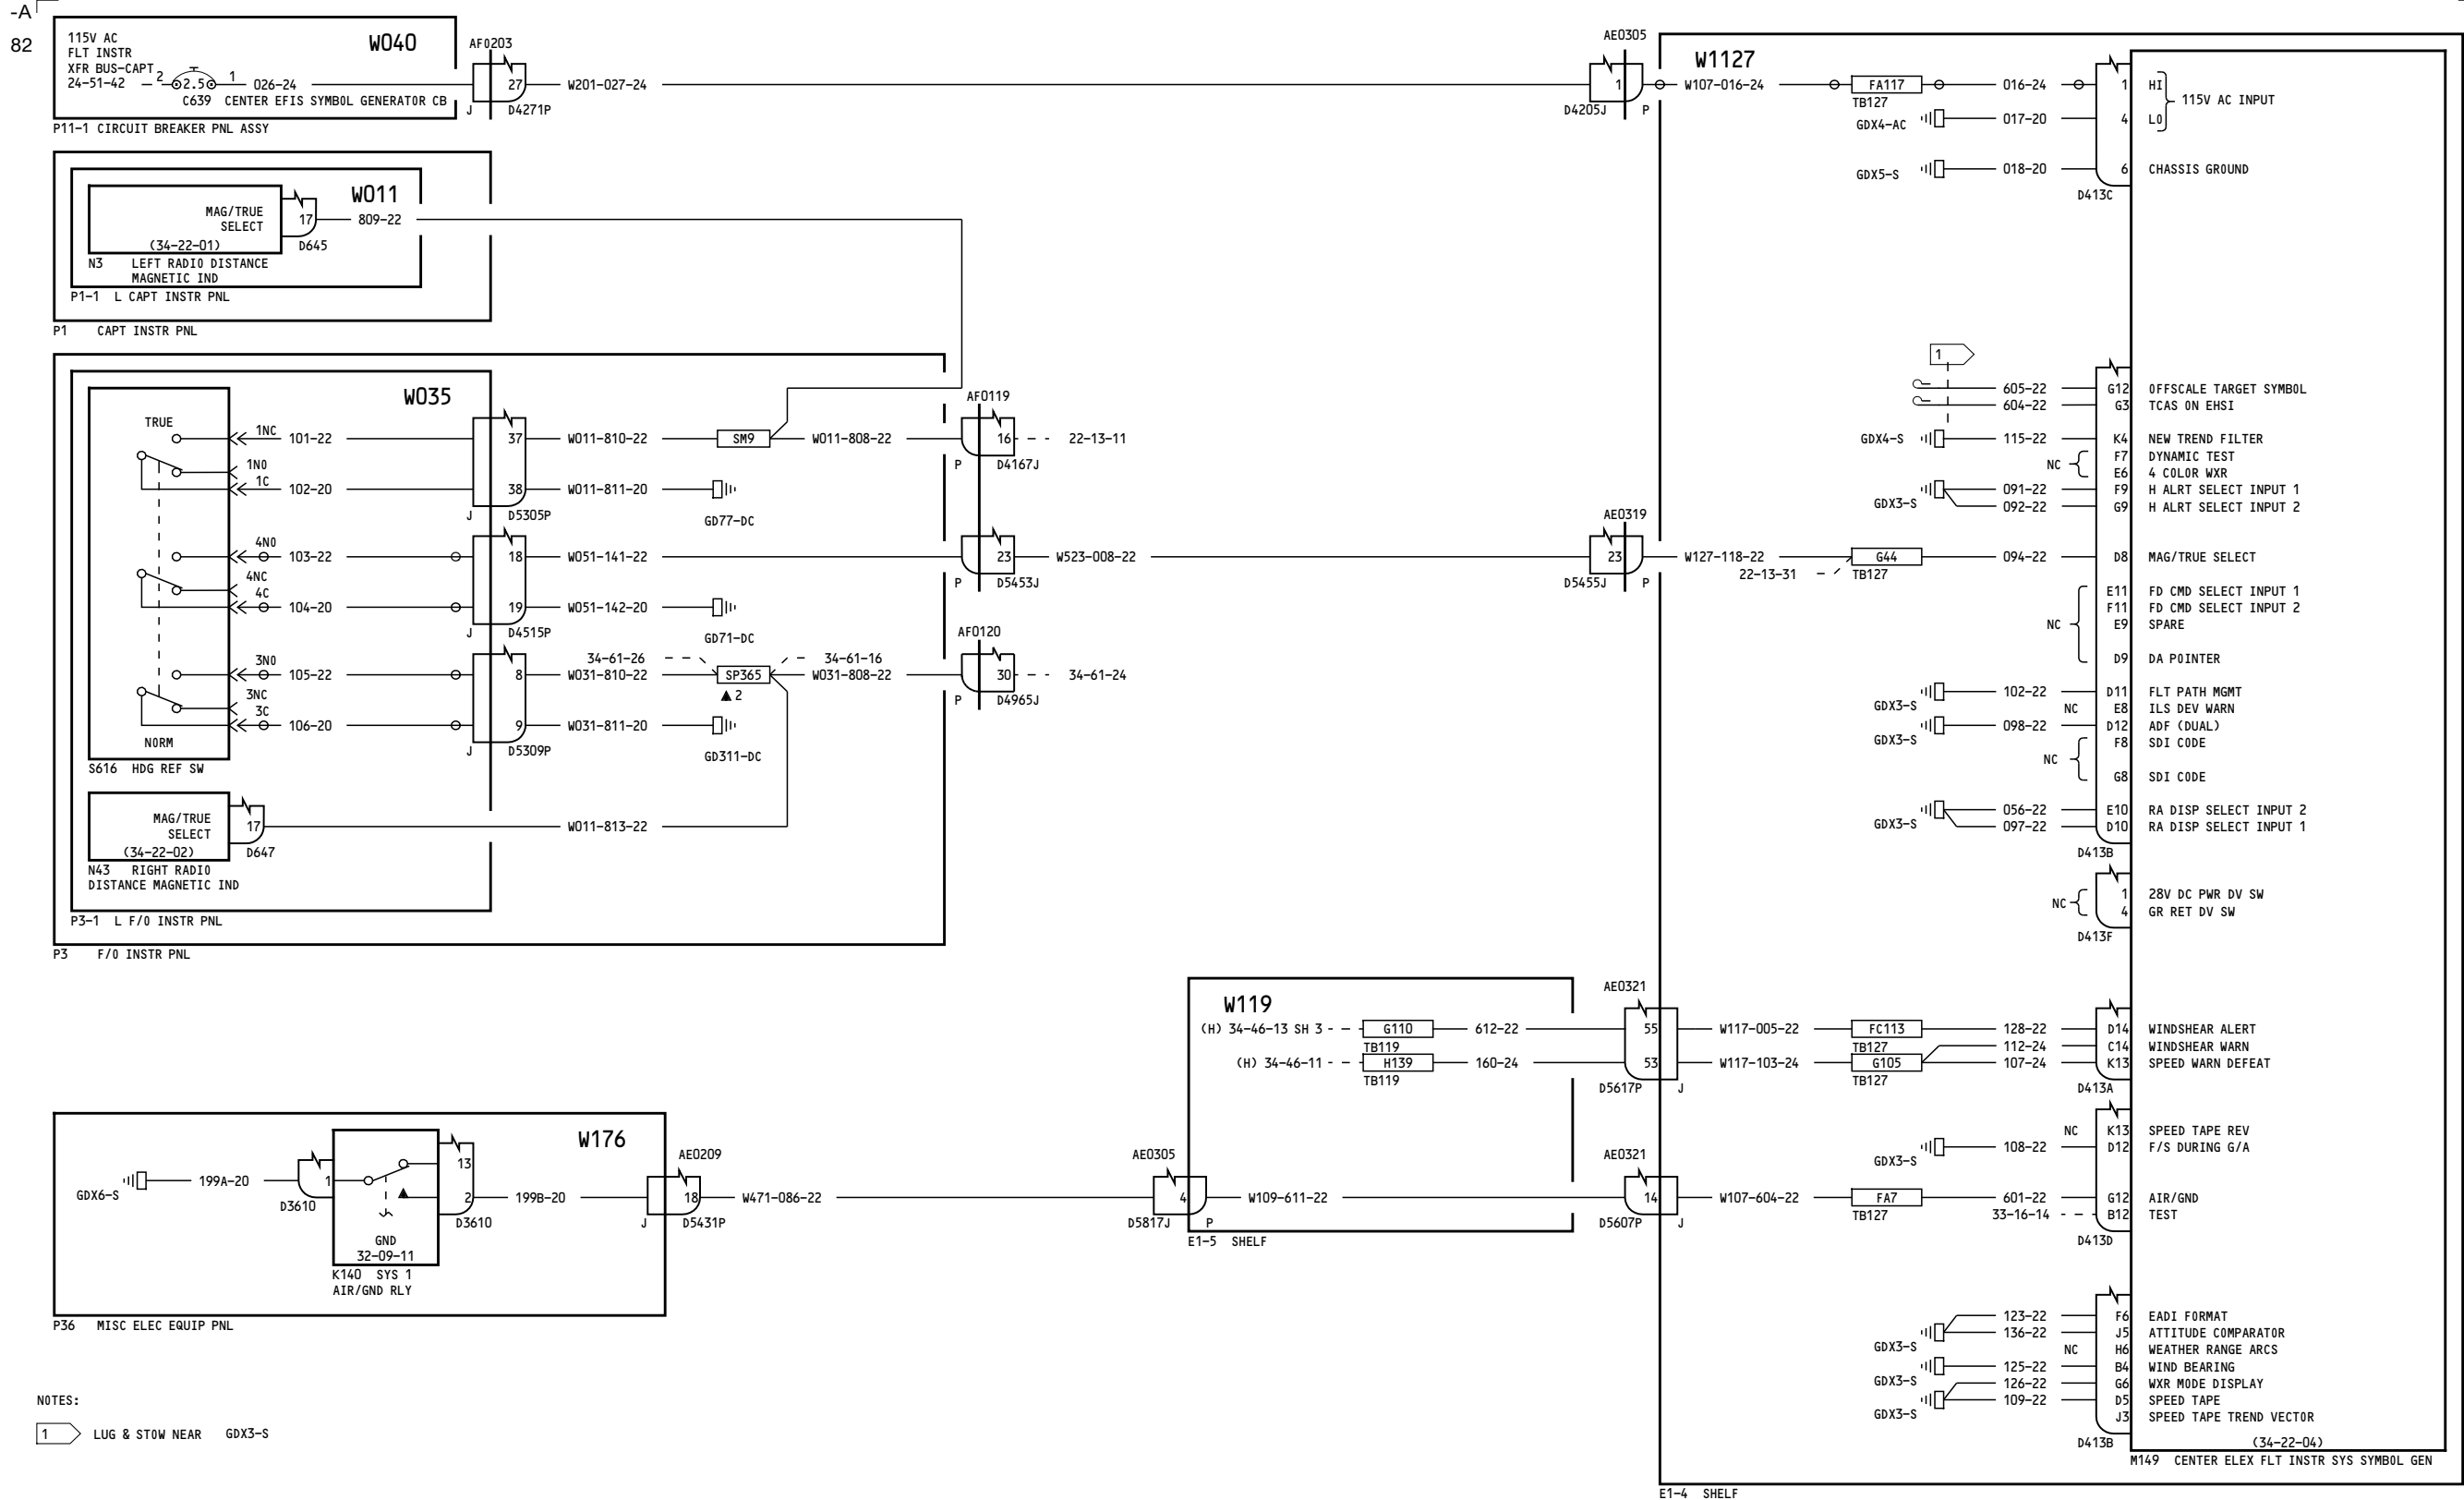 -A
82
115V AC
FLT INSTR
XFR BUS-CAPT
24-51-42
2
2.5
1
026-24
C639 CENTER EFIS SYMBOL GENERATOR CB
W040
P11-1 CIRCUIT BREAKER PNL ASSY
AF0203
27
J
D4271P
W201-027-24
AE0305
1
D4205J
P
W1127
W107-016-24
FA117
TB127
016-24
1
HI
115V AC INPUT
GDX4-AC
017-20
4
LO
GDX5-S
018-20
6
CHASSIS GROUND
D413C
W011
MAG/TRUE
SELECT
(34-22-01)
17
809-22
D645
N3 LEFT RADIO DISTANCE
MAGNETIC IND
P1-1 L CAPT INSTR PNL
P1 CAPT INSTR PNL
W035
TRUE
1NC
101-22
37
W011-810-22
SM9
W011-808-22
AF0119
16
22-13-11
P
D4167J
1NO
1C
102-20
38
W011-811-20
J
D5305P
GD77-DC
4NO
103-22
18
W051-141-22
23
W523-008-22
P
D5453J
AE0319
23
D5455J
P
W127-118-22
22-13-31
G44
TB127
094-22
D8
MAG/TRUE SELECT
4NC
4C
104-20
19
W051-142-20
J
D4515P
GD71-DC
34-61-26
34-61-16
3NO
105-22
8
W031-810-22
SP365
2
W031-808-22
AF0120
30
34-61-24
P
D4965J
3NC
3C
106-20
9
W031-811-20
NORM
J
D5309P
GD311-DC
S616 HDG REF SW
MAG/TRUE
SELECT
(34-22-02)
17
D647
W011-813-22
N43 RIGHT RADIO
DISTANCE MAGNETIC IND
P3-1 L F/O INSTR PNL
P3 F/O INSTR PNL
1
605-22
G12
OFFSCALE TARGET SYMBOL
604-22
G3
TCAS ON EHSI
GDX4-S
115-22
K4
NEW TREND FILTER
NC
F7
DYNAMIC TEST
E6
4 COLOR WXR
GDX3-S
091-22
F9
H ALRT SELECT INPUT 1
092-22
G9
H ALRT SELECT INPUT 2
NC
E11
FD CMD SELECT INPUT 1
F11
FD CMD SELECT INPUT 2
E9
SPARE
D9
DA POINTER
GDX3-S
102-22
D11
FLT PATH MGMT
NC
E8
ILS DEV WARN
GDX3-S
098-22
D12
ADF (DUAL)
NC
F8
SDI CODE
G8
SDI CODE
GDX3-S
056-22
E10
RA DISP SELECT INPUT 2
097-22
D10
RA DISP SELECT INPUT 1
D413B
NC
1
28V DC PWR DV SW
4
GR RET DV SW
D413F
W119
(H) 34-46-13 SH 3
G110
TB119
612-22
AE0321
55
W117-005-22
FC113
TB127
128-22
D14
WINDSHEAR ALERT
112-24
C14
WINDSHEAR WARN
(H) 34-46-11
H139
TB119
160-24
53
D5617P
J
W117-103-24
G105
TB127
107-24
K13
SPEED WARN DEFEAT
D413A
W176
GDX6-S
199A-20
1
D3610
13
2
D3610
199B-20
GND
32-09-11
K140 SYS 1
AIR/GND RLY
P36 MISC ELEC EQUIP PNL
AE0209
18
J
D5431P
W471-086-22
AE0305
4
D5817J
P
W109-611-22
E1-5 SHELF
AE0321
14
D5607P
J
W107-604-22
FA7
TB127
NC
K13
SPEED TAPE REV
GDX3-S
108-22
D12
F/S DURING G/A
601-22
G12
AIR/GND
33-16-14
B12
TEST
D413D
GDX3-S
123-22
F6
EADI FORMAT
136-22
J5
ATTITUDE COMPARATOR
NC
H6
WEATHER RANGE ARCS
GDX3-S
125-22
B4
WIND BEARING
GDX3-S
126-22
G6
WXR MODE DISPLAY
109-22
D5
SPEED TAPE
J3
SPEED TAPE TREND VECTOR
D413B
(34-22-04)
M149 CENTER ELEX FLT INSTR SYS SYMBOL GEN
E1-4 SHELF
NOTES:
1 LUG & STOW NEAR GDX3-S